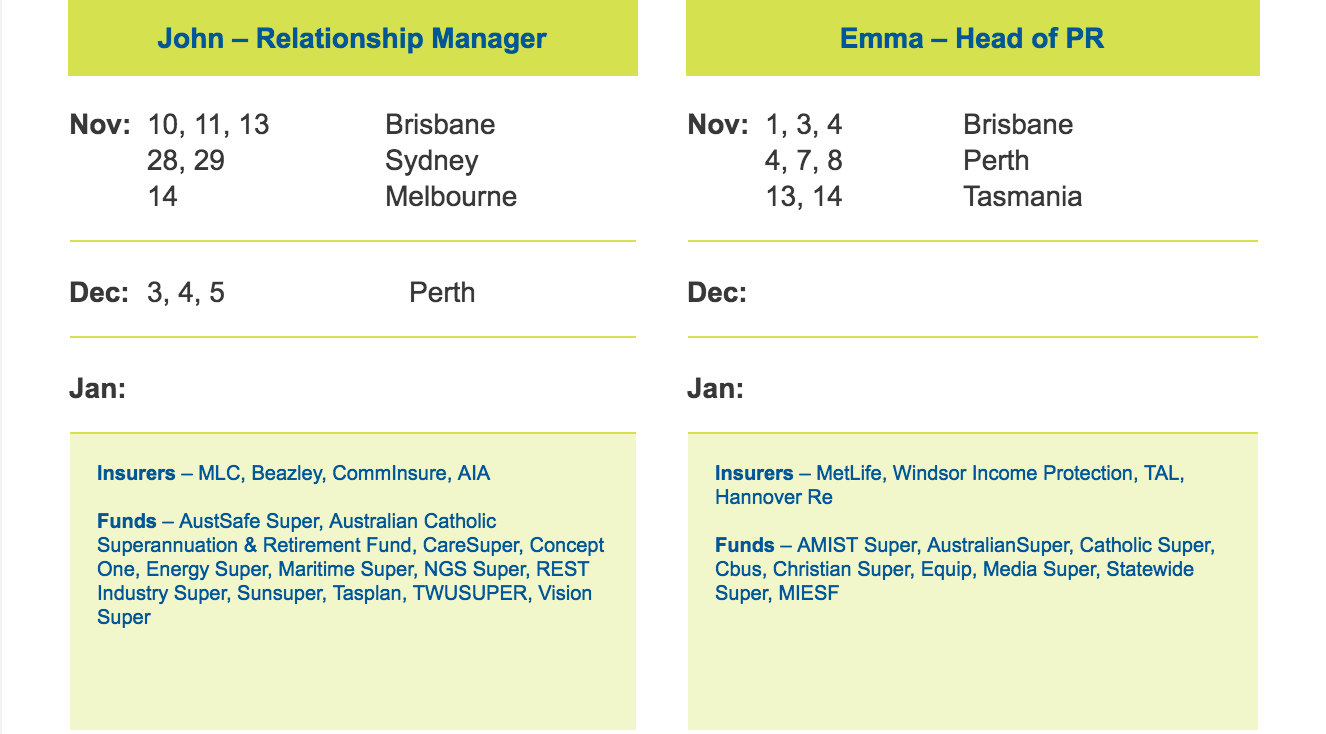 John – Relationship Manager
Nov: 10, 11, 13 Brisbane
28, 29 Sydney
14 Melbourne
Dec: 3, 4, 5 Perth
Jan:
Insurers – MLC, Beazley, CommInsure, AIA
Funds – AustSafe Super, Australian Catholic
Superannuation & Retirement Fund, CareSuper, Concept
One, Energy Super, Maritime Super, NGS Super, REST
Industry Super, Sunsuper, Tasplan, TWUSUPER, Vision
Super
Emma – Head of PR
Nov: 1, 3, 4 Brisbane
4, 7, 8 Perth
13, 14 Tasmania
Dec:
Jan:
Insurers – MetLife, Windsor Income Protection, TAL,
Hannover Re
Funds – AMIST Super, AustralianSuper, Catholic Super,
Cbus, Christian Super, Equip, Media Super, Statewide
Super, MIESF